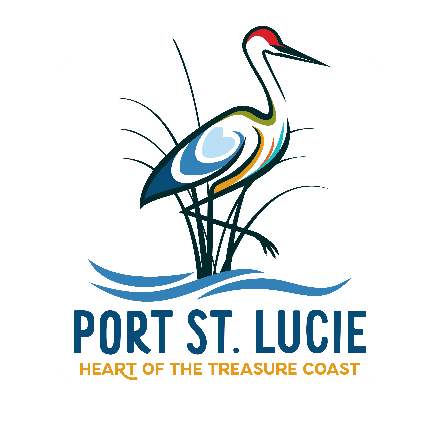 PORT ST. LUCIE
HEART OF THE TREASURE COAST